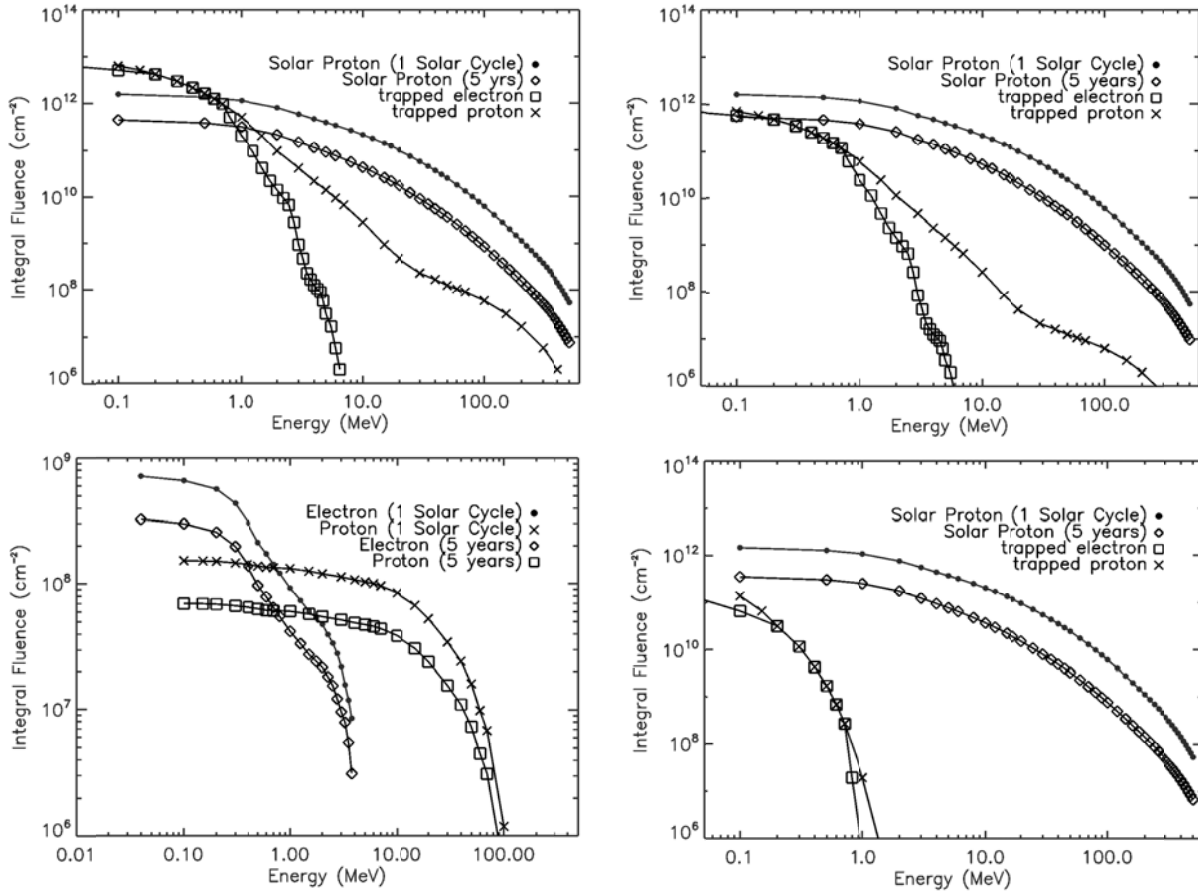 10¹⁴
10¹²
10¹⁰
10⁸
10⁶
Integral Fluence (cm⁻²)
Solar Proton (1 Solar Cycle)
Solar Proton (5 yrs)
trapped electron
trapped proton
0.1 1.0 10.0 100.0
Energy (MeV)
10¹⁴
10¹²
10¹⁰
10⁸
10⁶
Integral Fluence (cm⁻²)
Solar Proton (1 Solar Cycle)
Solar Proton (5 years)
trapped electron
trapped proton
0.1 1.0 10.0 100.0
Energy (MeV)
10⁹
10⁸
10⁷
10⁶
Integral Fluence (cm⁻²)
Electron (1 Solar Cycle)
Proton (1 Solar Cycle)
Electron (5 years)
Proton (5 years)
0.01 0.10 1.00 10.00 100.00
Energy (MeV)
10¹⁴
10¹²
10¹⁰
10⁸
10⁶
Integral Fluence (cm⁻²)
Solar Proton (1 Solar Cycle)
Solar Proton (5 years)
trapped electron
trapped proton
0.1 1.0 10.0 100.0
Energy (MeV)